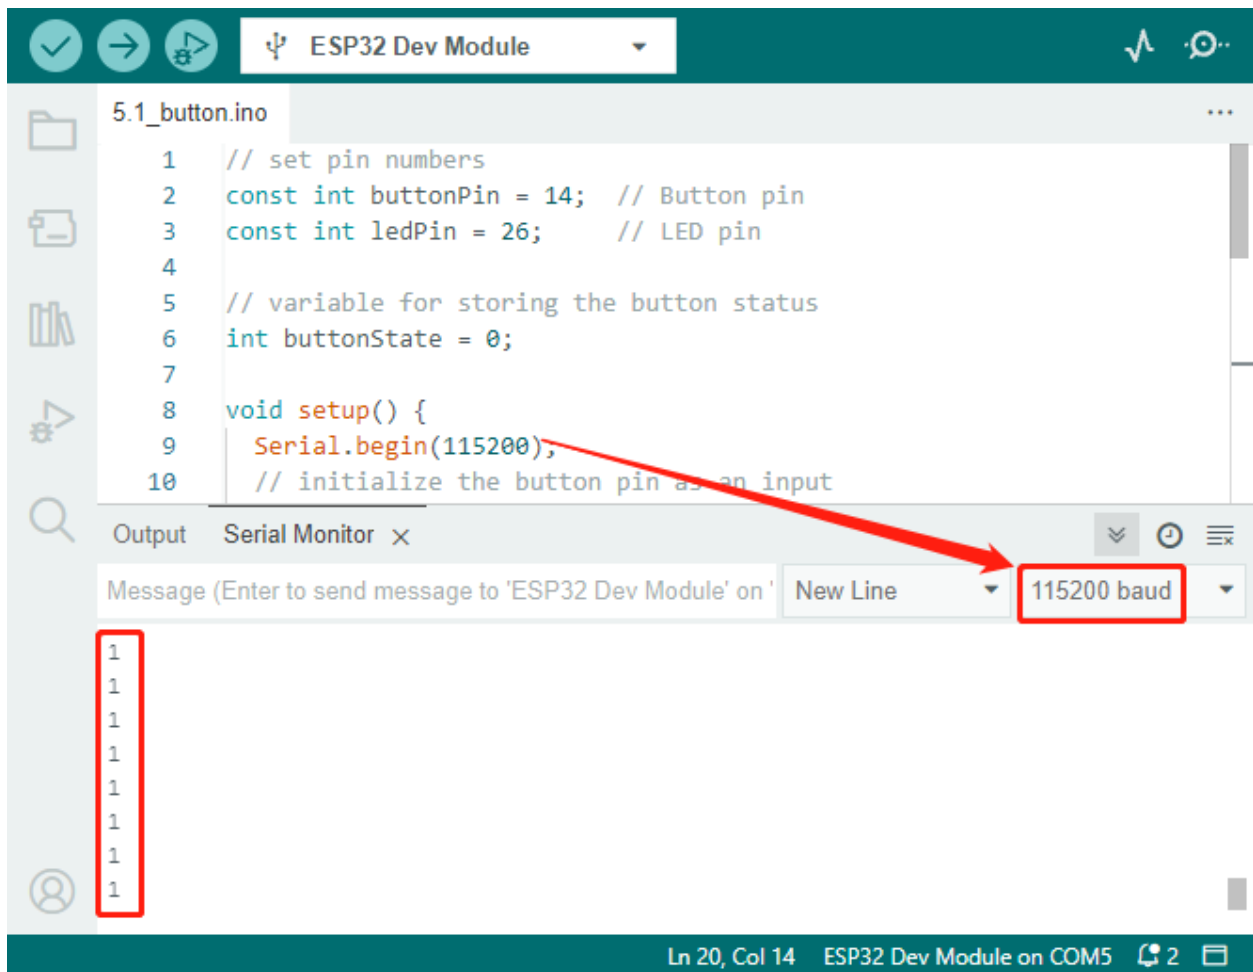 ESP32 Dev Module
5.1_button.ino
1 // set pin numbers
2 const int buttonPin = 14;  // Button pin
3 const int ledPin = 26;     // LED pin
4
5 // variable for storing the button status
6 int buttonState = 0;
7
8 void setup() {
9   Serial.begin(115200);
10   // initialize the button pin as an input
Output Serial Monitor
Message (Enter to send message to 'ESP32 Dev Module' on ' New Line 115200 baud
1
1
1
1
1
1
1
1
Ln 20, Col 14 ESP32 Dev Module on COM5 2